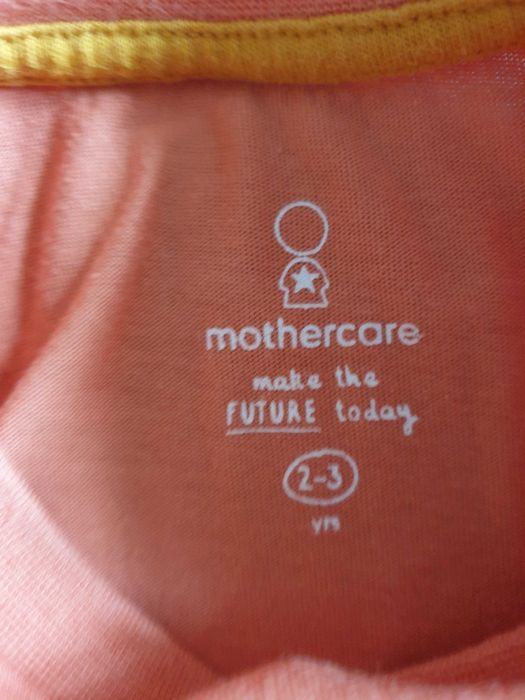 mothercare
make the
FUTURE today
2-3
yrs